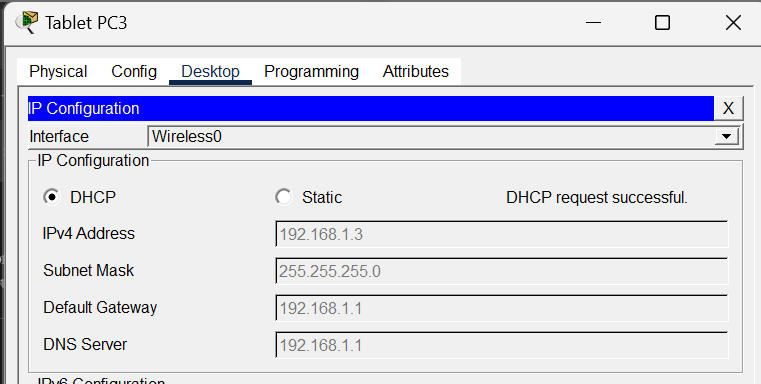 Tablet PC3
Physical Config Desktop Programming Attributes
IP Configuration X
Interface Wireless0
IP Configuration
DHCP Static DHCP request successful.
IPv4 Address 192.168.1.3
Subnet Mask 255.255.255.0
Default Gateway 192.168.1.1
DNS Server 192.168.1.1
IPv6 Configuration